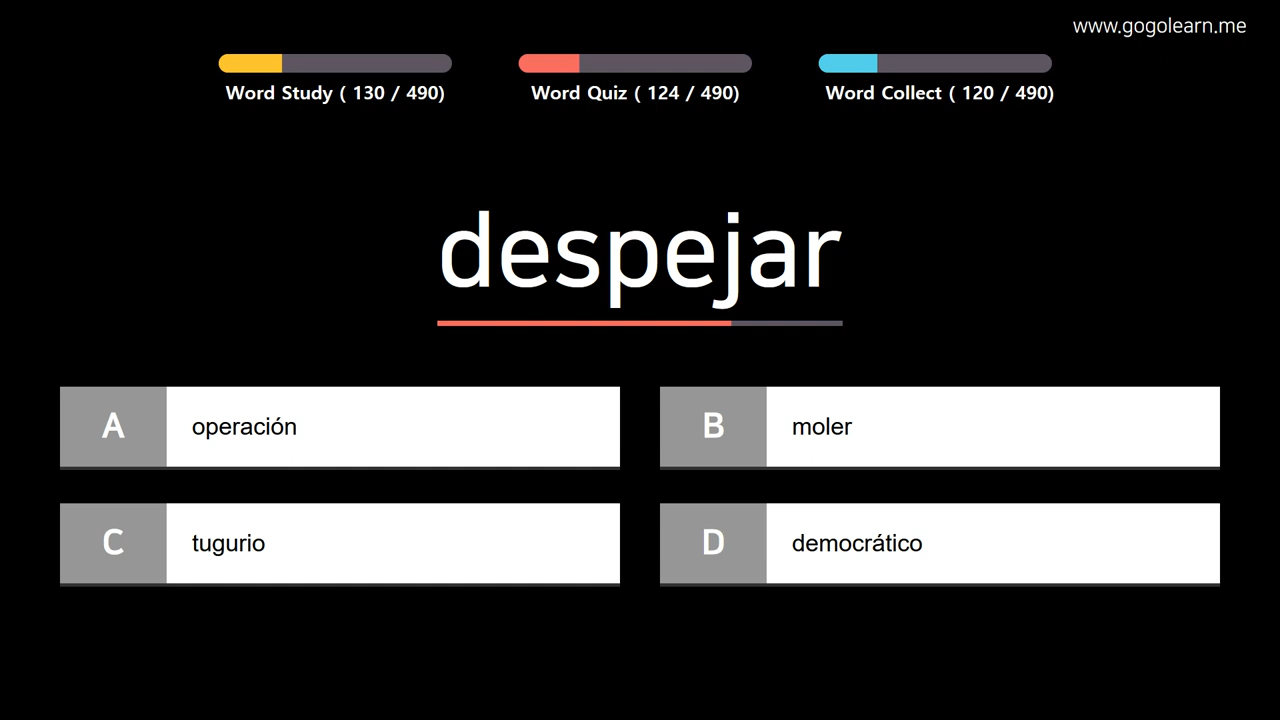 www.gogolearn.me
Word Study ( 130 / 490)
Word Quiz ( 124 / 490)
Word Collect ( 120 / 490)
despejar
A operación
B moler
C tugurio
D democrático